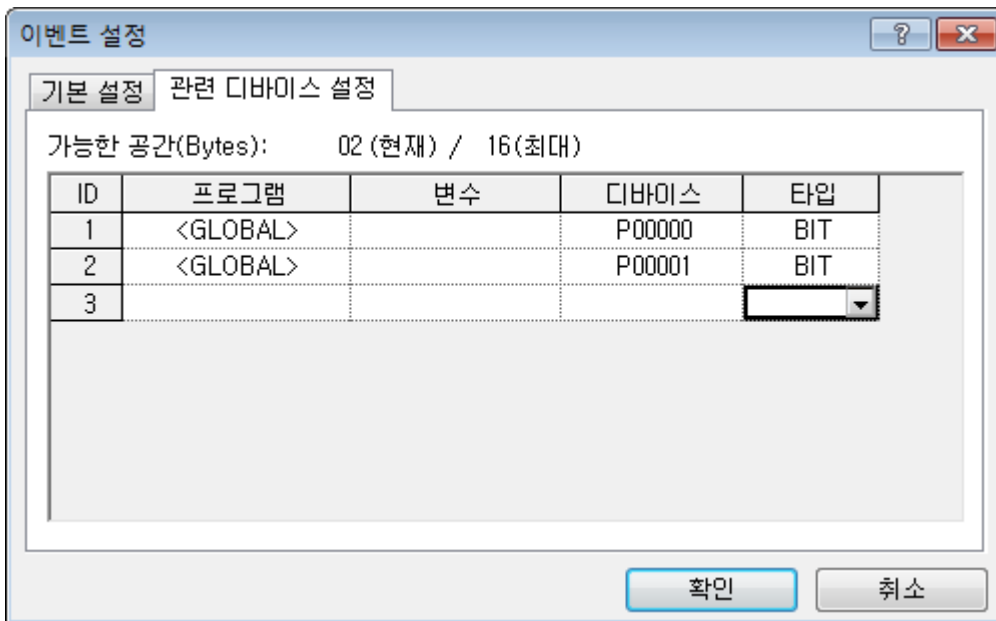 이벤트 설정
기본 설정 관련 디바이스 설정
가능한 공간(Bytes): 02 (현재) / 16(최대)
ID 프로그램 변수 디바이스 타입
1 <GLOBAL> P00000 BIT
2 <GLOBAL> P00001 BIT
3
확인 취소